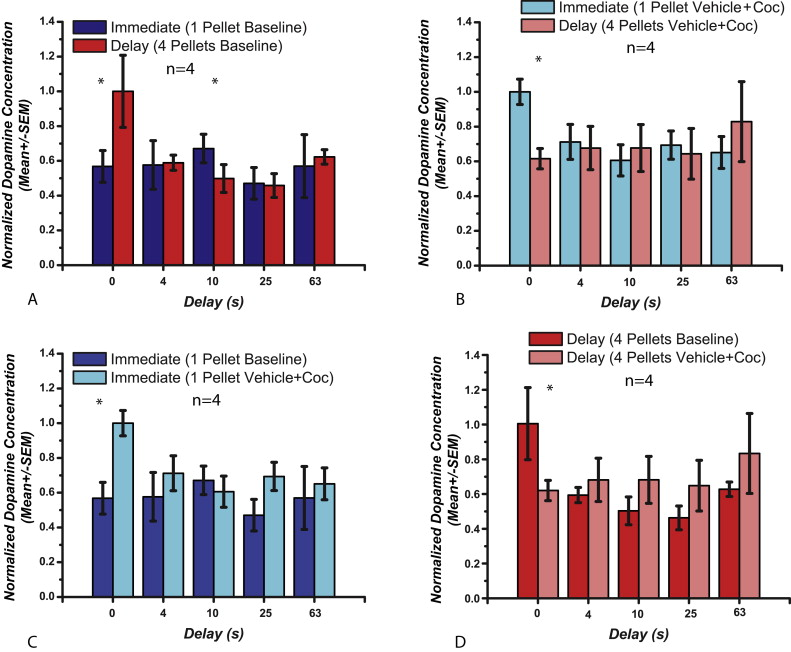 Immediate (1 Pellet Baseline)
Delay (4 Pellets Baseline)
n=4
*
*
Normalized Dopamine Concentration
(Mean+/-SEM)
1.4
1.2
1.0
0.8
0.6
0.4
0.2
0.0
0 4 10 25 63
Delay (s)
A
Immediate (1 Pellet Vehicle+Coc)
Delay (4 Pellets Vehicle+Coc)
n=4
*
Normalized Dopamine Concentration
(Mean+/-SEM)
1.4
1.2
1.0
0.8
0.6
0.4
0.2
0.0
0 4 10 25 63
Delay (s)
B
Immediate (1 Pellet Baseline)
Immediate (1 Pellet Vehicle+Coc)
n=4
*
Normalized Dopamine Concentration
(Mean+/-SEM)
1.4
1.2
1.0
0.8
0.6
0.4
0.2
0.0
0 4 10 25 63
Delay (s)
C
Delay (4 Pellets Baseline)
Delay (4 Pellets Vehicle+Coc)
n=4
*
Normalized Dopamine Concentration
(Mean+/-SEM)
1.4
1.2
1.0
0.8
0.6
0.4
0.2
0.0
0 4 10 25 63
Delay (s)
D